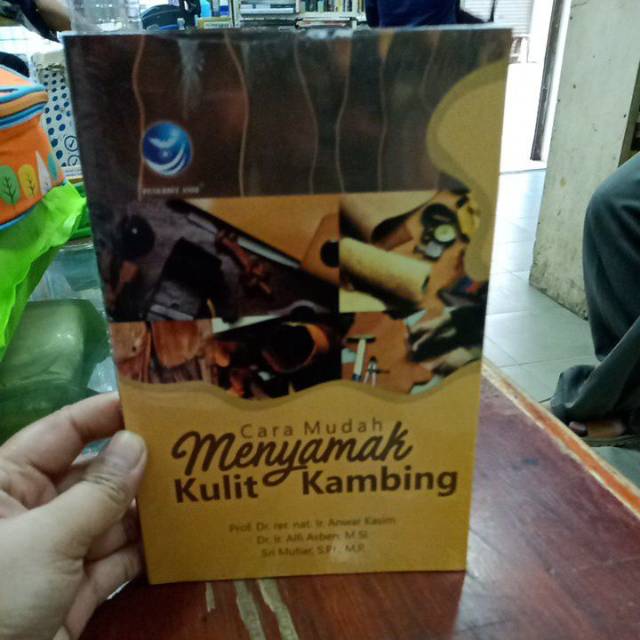 Cara Mudah
Menyamak
Kulit Kambing
Prof. Dr. rer. nat. Ir. Anwar Kasim
Dr. Ir. Alfi Asben, M.Si
Sri Mutiar, S.Pt., M.P.